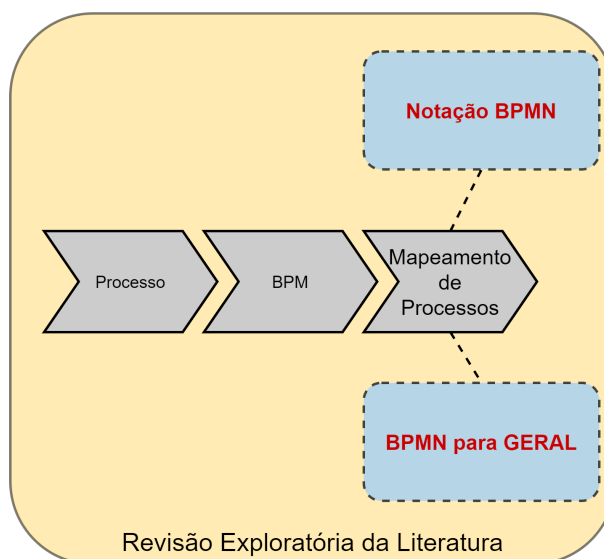 Notação BPMN
Processo
BPM
Mapeamento
de
Processos
BPMN para GERAL
Revisão Exploratória da Literatura